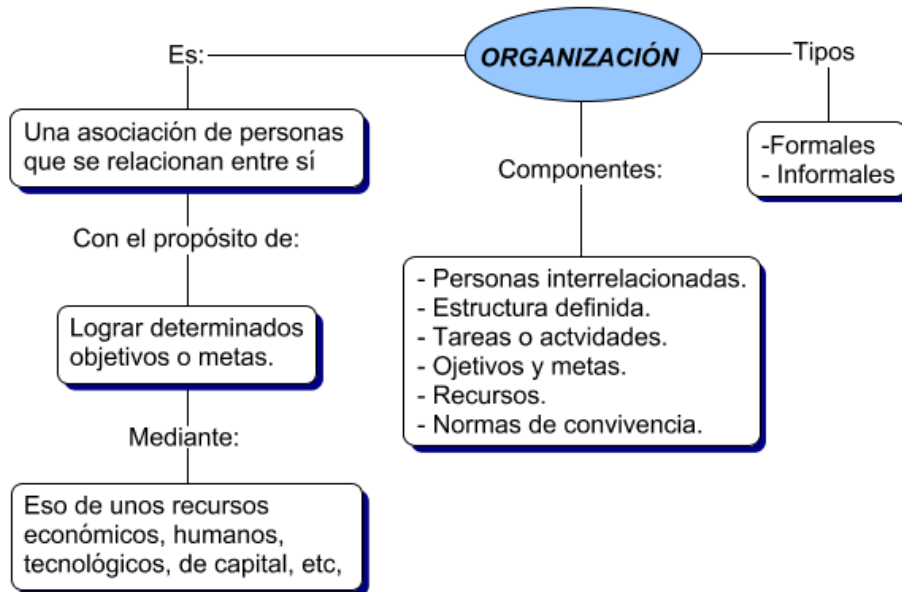 ORGANIZACIÓN
Es:
Una asociación de personas
que se relacionan entre sí
Con el propósito de:
Lograr determinados
objetivos o metas.
Mediante:
Eso de unos recursos
económicos, humanos,
tecnológicos, de capital, etc,
Componentes:
- Personas interrelacionadas.
- Estructura definida.
- Tareas o actvidades.
- Ojetivos y metas.
- Recursos.
- Normas de convivencia.
Tipos
-Formales
- Informales